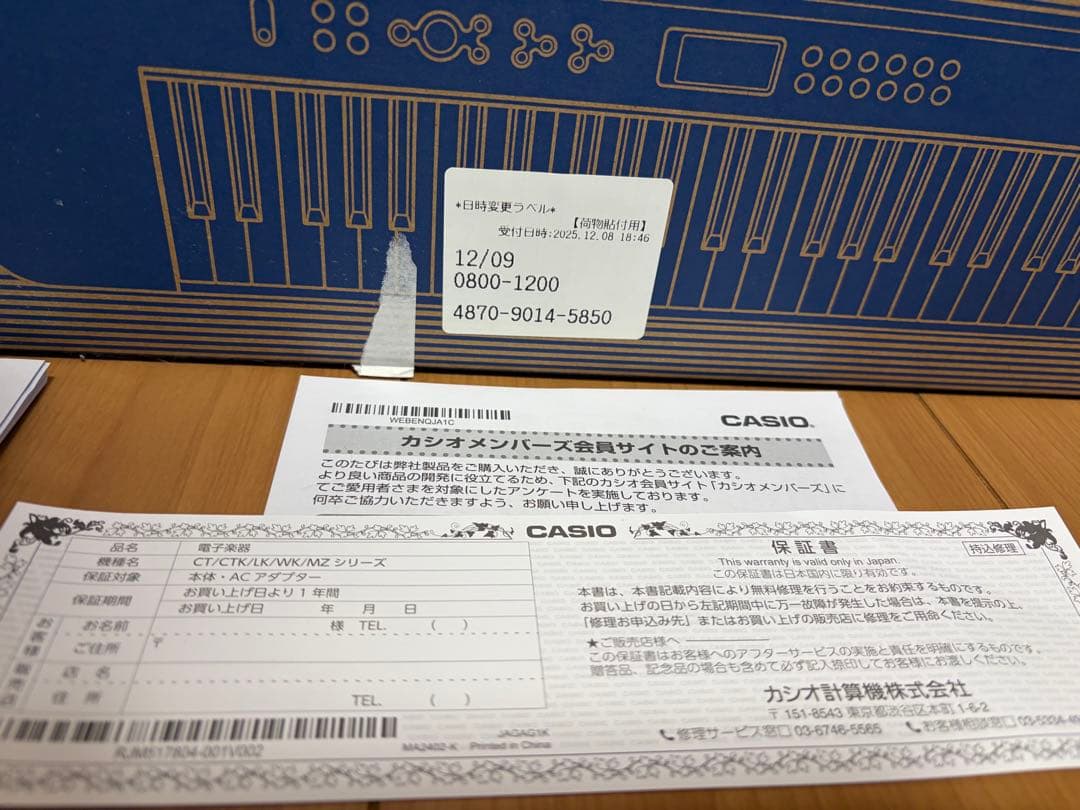 *日時変更ラベル*
【荷物貼付用】
受付日時:2025.12.08 18:46
12/09
0800-1200
4870-9014-5850
WEBENQJA1C
CASIO
カシオメンバーズ会員サイトのご案内
このたびは弊社製品をご購入いただき、誠にありがとうございます。
より良い商品の開発に役立てるため、下記のカシオ会員サイト「カシオメンバーズ」に
てご愛用者さまを対象にしたアンケートを実施しております。
何卒ご協力いただきますよう、お願い申し上げます。
CASIO
品名 電子楽器
機種名 CT/CTK/LK/WK/MZ シリーズ
保証対象 本体・AC アダプター
保証期間 お買い上げ日より 1 年間
お買い上げ日 年 月 日
お客様 お名前 様 TEL. ( )
ご住所 〒
販売店 店 名
住 所 TEL. ( )
RJM517804-001V002
JAGAG1K
MA2402-K Printed in China
保証書
持込修理
This warranty is valid only in Japan.
この保証書は日本国内に限り有効です。
本書は、本書記載内容により無料修理を行うことをお約束するものです。
お買い上げの日から左記期間中に万一故障が発生した場合は、本書を提示の上、
「修理お申込み先」またはお買い上げの販売店に修理をご用命ください。
★ご販売店様へ
この保証書はお客様へのアフターサービスの実施と責任を明確にするものです。
贈答品、記念品の場合も含めて必ず記入捺印してお客様にお渡しください。
カシオ計算機株式会社
〒151-8543 東京都渋谷区本町 1-6-2
修理サービス窓口 03-6746-5565
お客様相談窓口 03-5334-48